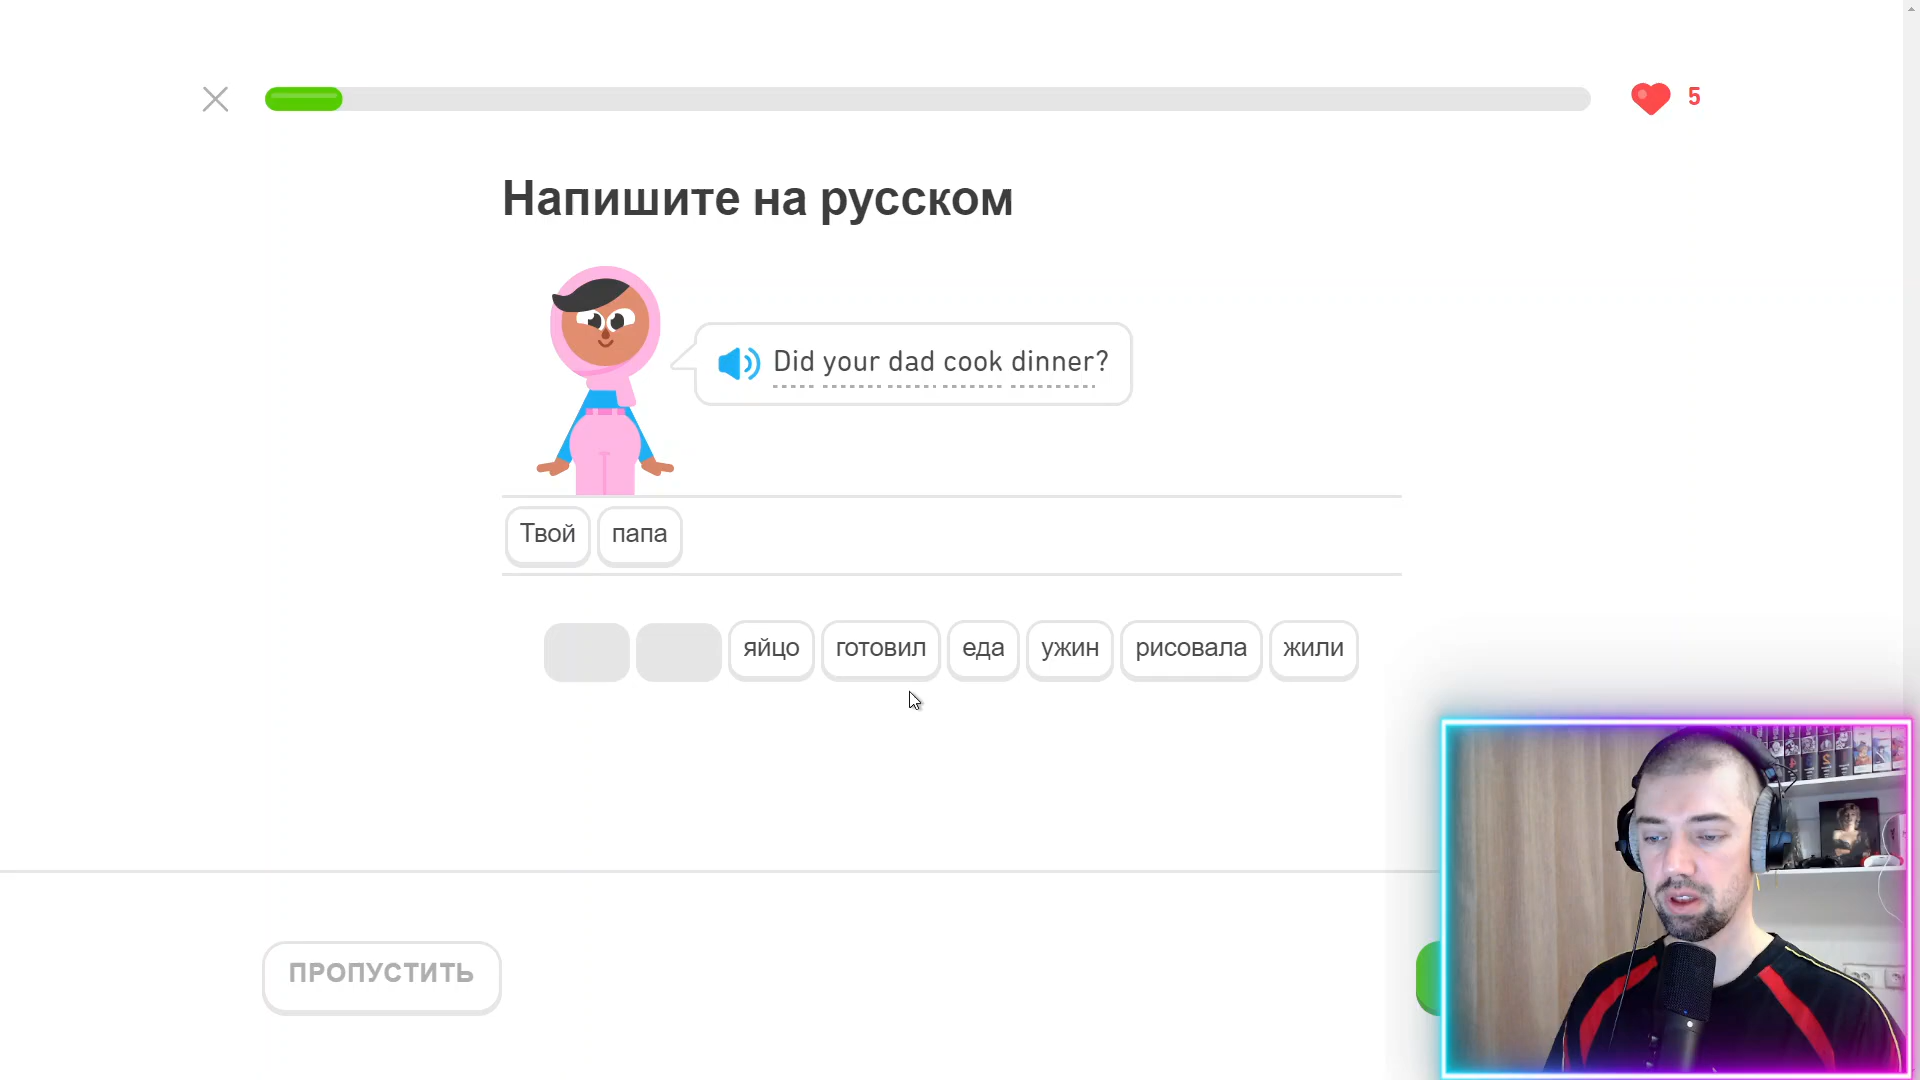 5
Напишите на русском
Did your dad cook dinner?
Твой папа
яйцо готовил еда ужин рисовала жили
ПРОПУСТИТЬ